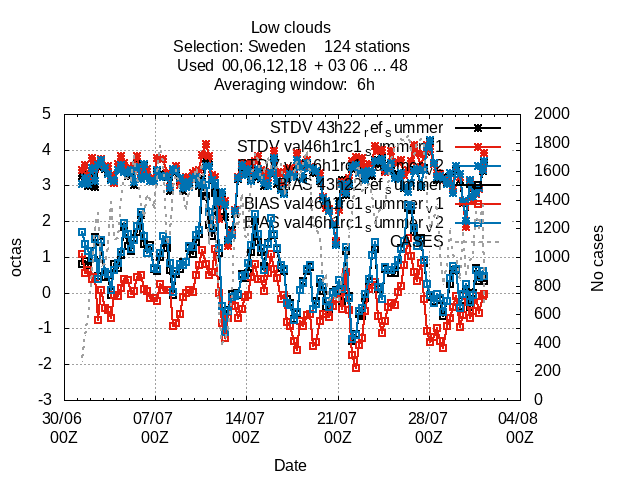 Low clouds
Selection: Sweden 124 stations
Used 00,06,12,18 + 03 06 ... 48
Averaging window: 6h
5 2000
STDV 43h22_ref_summer
4 1800
STDV val46h1rc1_summer_v1
1600
STDV val46h1rc1_summer_v2
3 1400
BIAS 43h22_ref_summer
BIAS val46h1rc1_summer_v1
2 1200
BIAS val46h1rc1_summer_v2
CASES
1 1000
0 800
600
-1
400
-2 200
-3 0
octas
No cases
30/06 07/07 14/07 21/07 28/07 04/08
00Z 00Z 00Z 00Z 00Z 00Z
Date